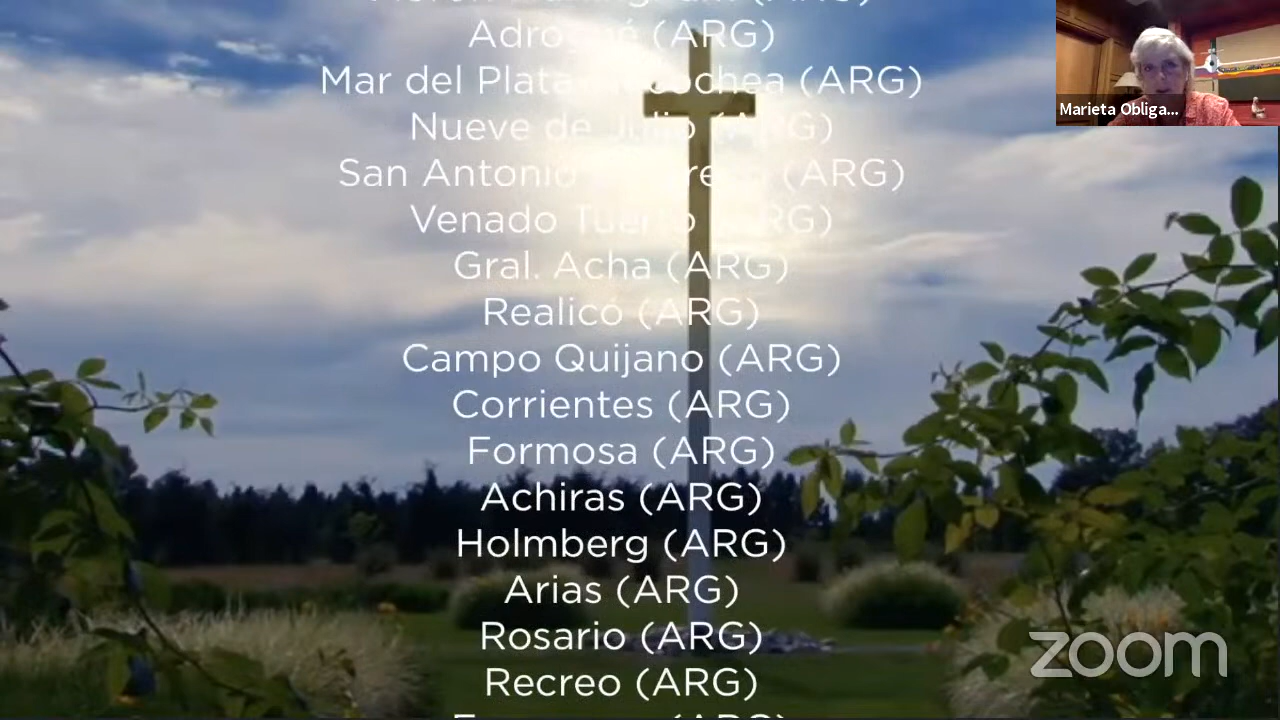 Adrogué (ARG)
Mar del Plata Necochea (ARG)
Nueve de Julio (ARG)
San Antonio (ARG)
Venado Tuerto (ARG)
Gral. Acha (ARG)
Realicó (ARG)
Campo Quijano (ARG)
Corrientes (ARG)
Formosa (ARG)
Achiras (ARG)
Holmberg (ARG)
Arias (ARG)
Rosario (ARG)
Recreo (ARG)
Marieta Obliga...
zoom